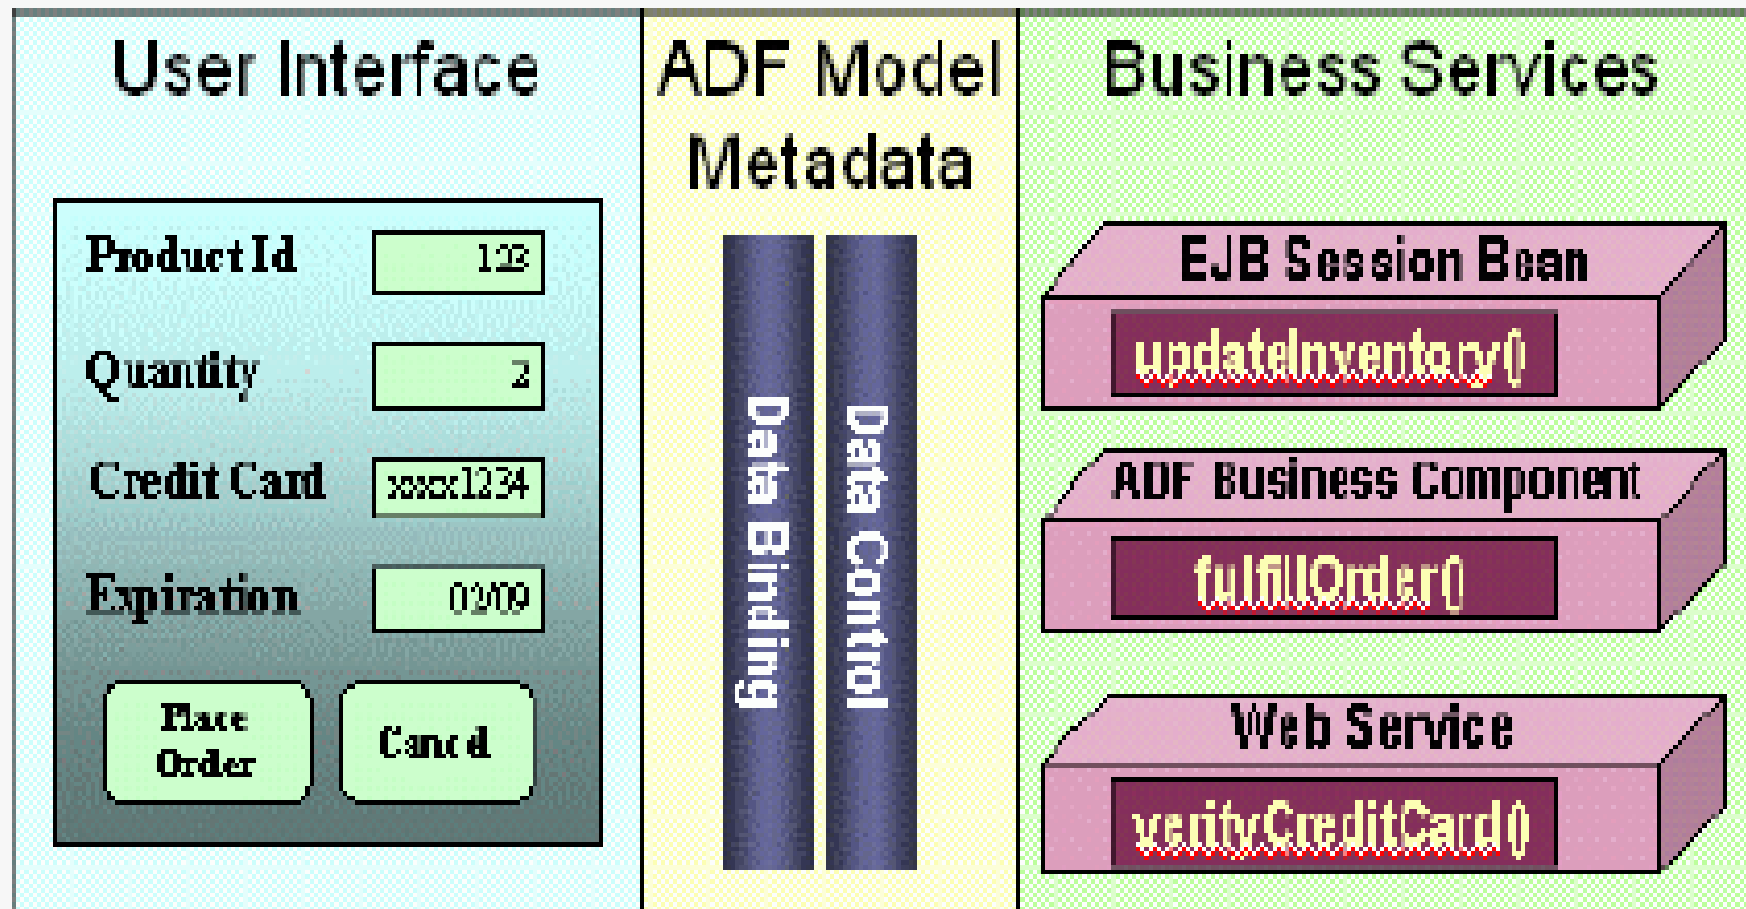 User Interface
ADF Model
Metadata
Business Services
Product Id 123
Quantity 2
Credit Card xxxx1234
Expiration 02/09
Place
Order
Cancel
Data Binding
Data Control
EJB Session Bean
updateInventory()
ADF Business Component
fulfillOrder()
Web Service
verifyCreditCard()